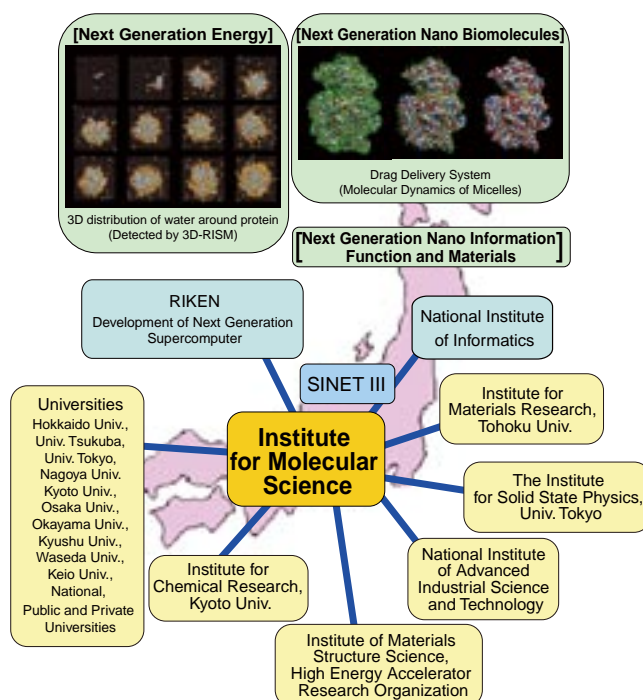 [Next Generation Energy]
3D distribution of water around protein
(Detected by 3D-RISM)
[Next Generation Nano Biomolecules]
Drag Delivery System
(Molecular Dynamics of Micelles)
[Next Generation Nano Information
Function and Materials]
RIKEN
Development of Next Generation
Supercomputer
National Institute
of Informatics
SINET III
Institute
for Molecular
Science
Universities
Hokkaido Univ.,
Univ. Tsukuba,
Univ. Tokyo,
Nagoya Univ.
Kyoto Univ.,
Osaka Univ.,
Okayama Univ.,
Kyushu Univ.,
Waseda Univ.,
Keio Univ.,
National,
Public and Private
Universities
Institute for
Materials Research,
Tohoku Univ.
The Institute
for Solid State Physics,
Univ. Tokyo
National Institute
of Advanced
Industrial Science
and Technology
Institute for
Chemical Research,
Kyoto Univ.
Institute of Materials
Structure Science,
High Energy Accelerator
Research Organization